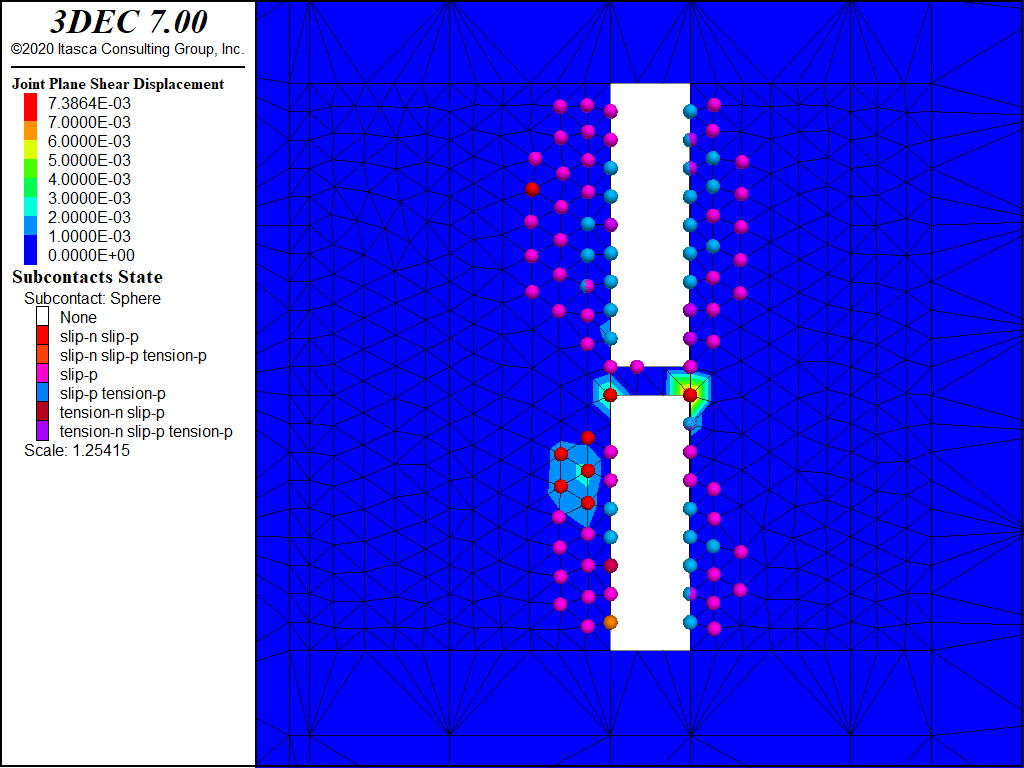 3DEC 7.00
©2020 Itasca Consulting Group, Inc.
Joint Plane Shear Displacement
7.3864E-03
7.0000E-03
6.0000E-03
5.0000E-03
4.0000E-03
3.0000E-03
2.0000E-03
1.0000E-03
0.0000E+00
Subcontacts State
Subcontact: Sphere
None
slip-n slip-p
slip-n slip-p tension-p
slip-p
slip-p tension-p
tension-n slip-p
tension-n slip-p tension-p
Scale: 1.25415